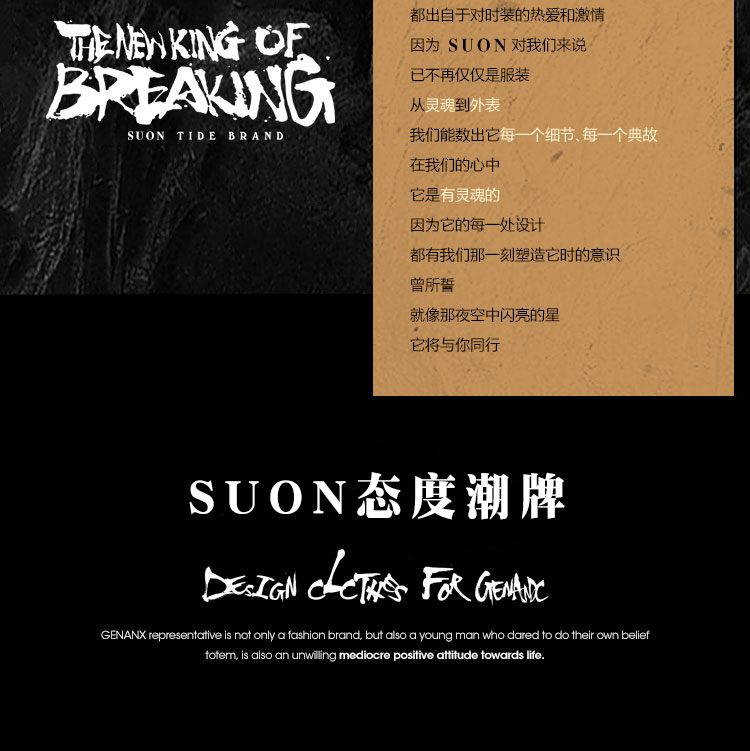 THE NEW KING OF
BREAKING
SUON TIDE BRAND
都出自于对时装的热爱和激情
因为 SUON 对我们来说
已不再仅仅是服装
从灵魂到外表
我们能数出它每一个细节、每一个典故
在我们的心中
它是有灵魂的
因为它的每一处设计
都有我们那一刻塑造它时的意识
曾所誓
就像那夜空中闪亮的星
它将与你同行
SUON态度潮牌
DESIGN CLCTHES FOR GENANX
GENANX representative is not only a fashion brand, but also a young man who dared to do their own belief
totem, is also an unwilling mediocre positive attitude towards life.